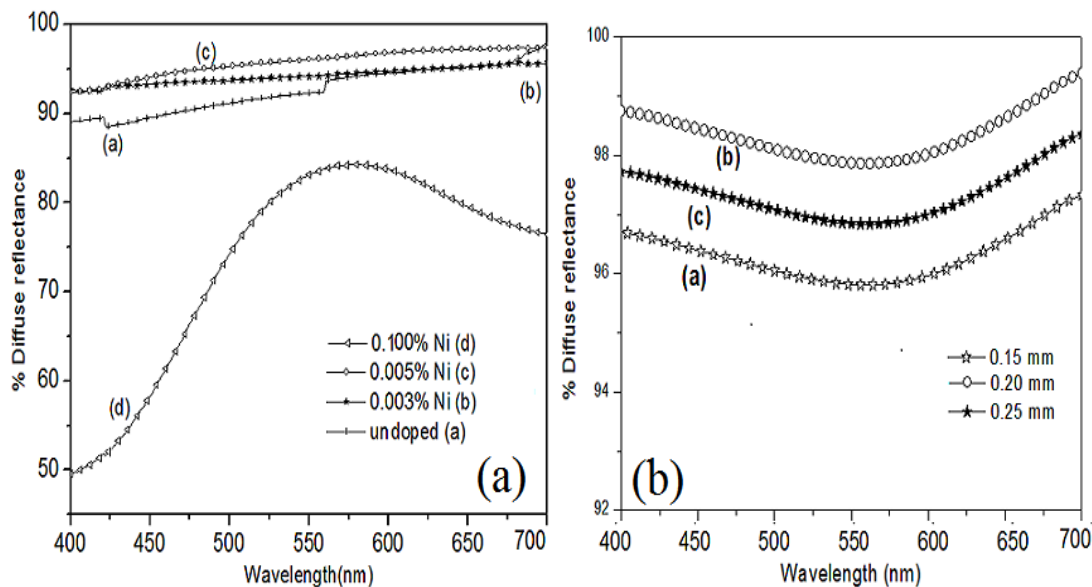 100
90
80
70
60
50
% Diffuse reflectance
(c)
(b)
(a)
(d)
0.100% Ni (d)
0.005% Ni (c)
0.003% Ni (b)
undoped (a)
(a)
400 450 500 550 600 650 700
Wavelength(nm)
100
98
96
94
92
% Diffuse reflectance
(b)
(c)
(a)
0.15 mm
0.20 mm
0.25 mm
(b)
400 450 500 550 600 650 700
Wavelength (nm)